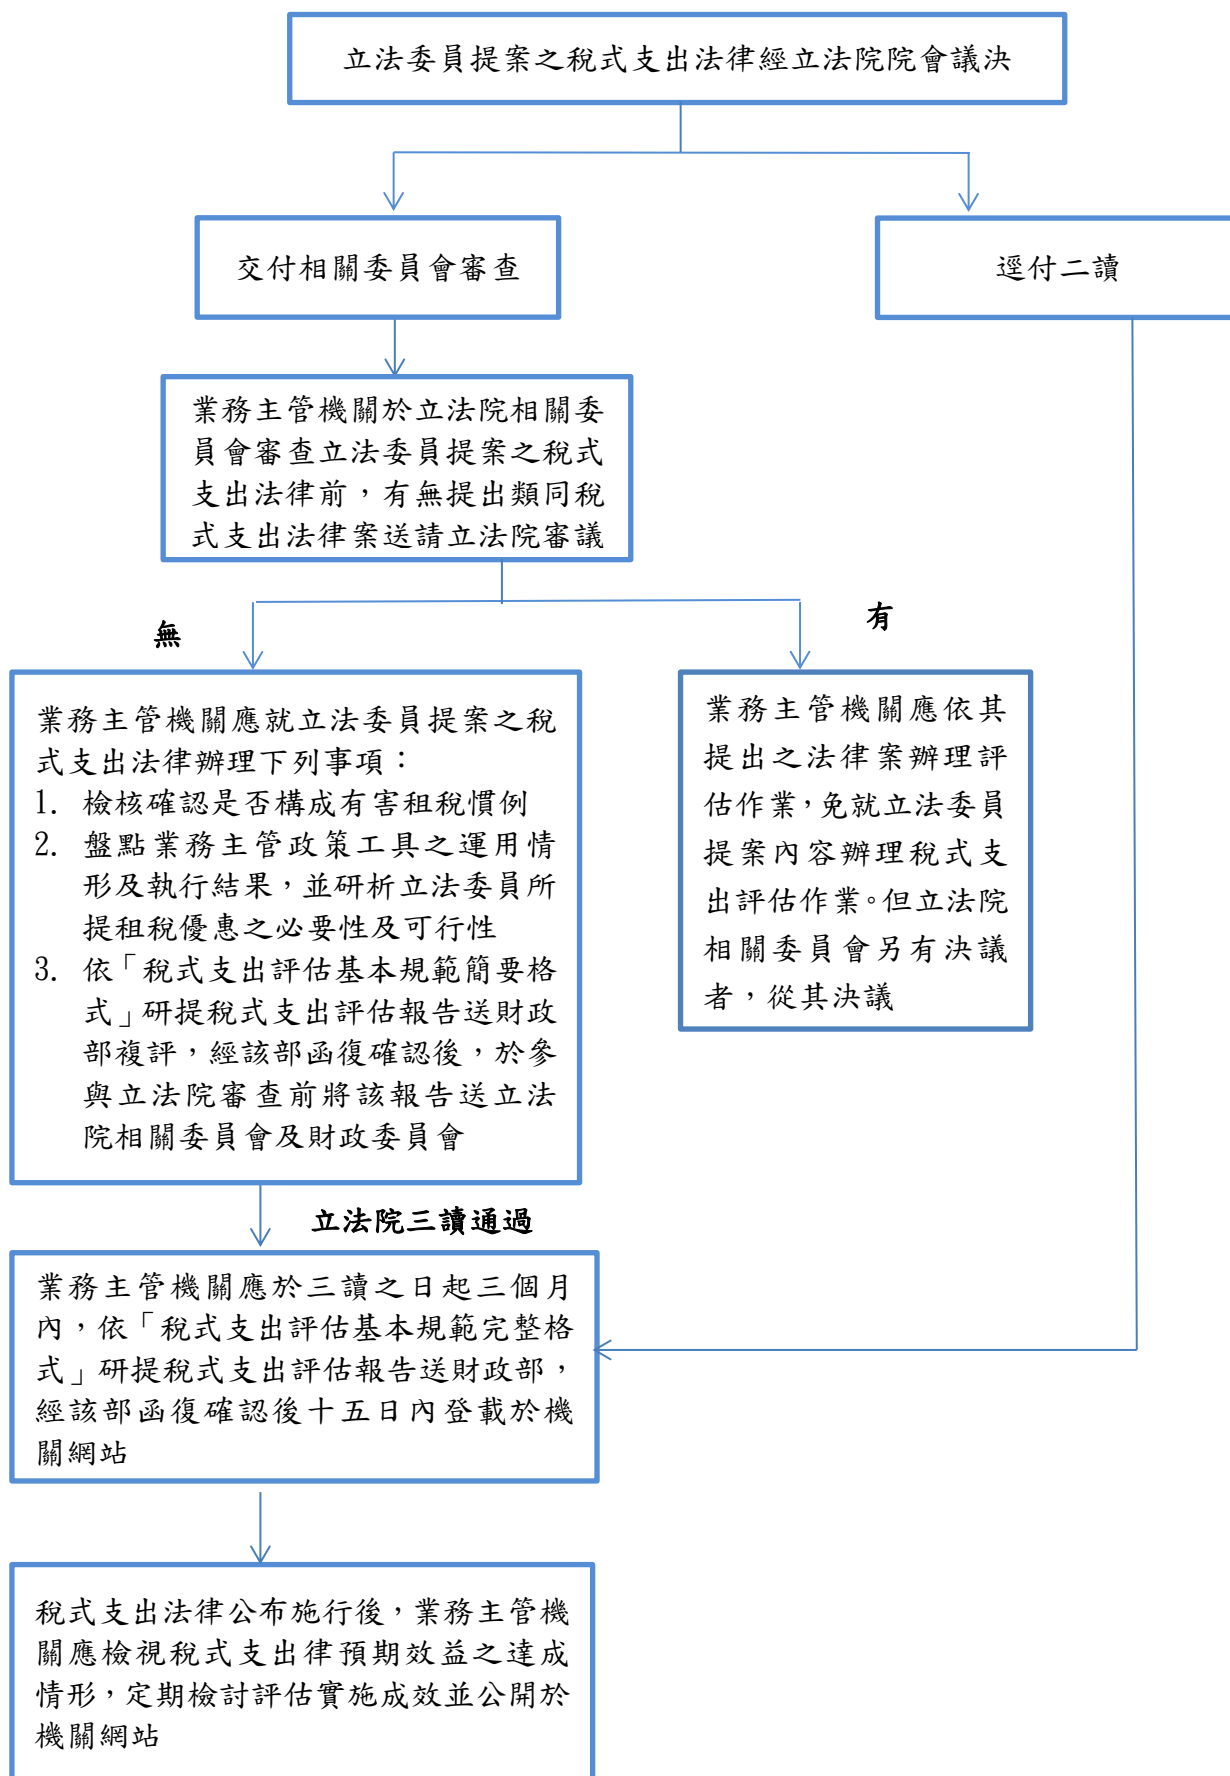 立法委員提案之稅式支出法律經立法院院會議決
交付相關委員會審查
逕付二讀
業務主管機關於立法院相關委
員會審查立法委員提案之稅式
支出法律前，有無提出類同稅
式支出法律案送請立法院審議
無
有
業務主管機關應就立法委員提案之稅
式支出法律辦理下列事項：
1. 檢核確認是否構成有害租稅慣例
2. 盤點業務主管政策工具之運用情
形及執行結果，並研析立法委員所
提租稅優惠之必要性及可行性
3. 依「稅式支出評估基本規範簡要格
式」研提稅式支出評估報告送財政
部複評，經該部函復確認後，於參
與立法院審查前將該報告送立法
院相關委員會及財政委員會
業務主管機關應依其
提出之法律案辦理評
估作業，免就立法委員
提案內容辦理稅式支
出評估作業。但立法院
相關委員會另有決議
者，從其決議
立法院三讀通過
業務主管機關應於三讀之日起三個月
內，依「稅式支出評估基本規範完整格
式」研提稅式支出評估報告送財政部，
經該部函復確認後十五日內登載於機
關網站
稅式支出法律公布施行後，業務主管機
關應檢視稅式支出律預期效益之達成
情形，定期檢討評估實施成效並公開於
機關網站